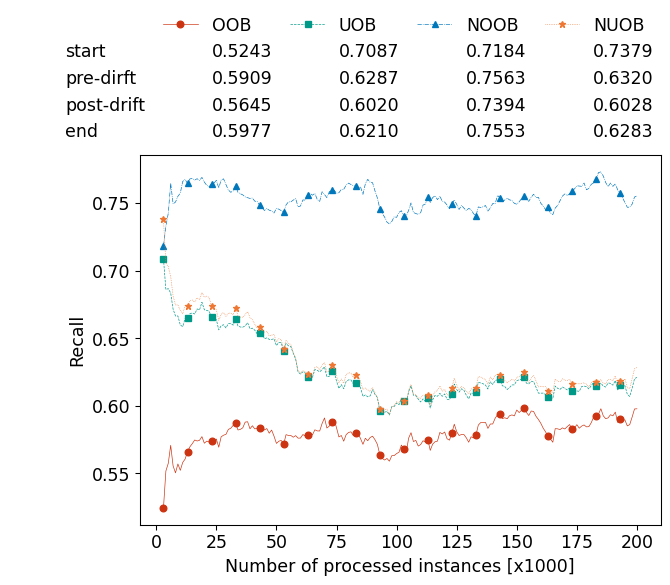 OOB UOB NOOB NUOB
start 0.5243 0.7087 0.7184 0.7379
pre-dirft 0.5909 0.6287 0.7563 0.6320
post-drift 0.5645 0.6020 0.7394 0.6028
end 0.5977 0.6210 0.7553 0.6283
0.75
0.70
0.65
0.60
0.55
Recall
0 25 50 75 100 125 150 175 200
Number of processed instances [x1000]